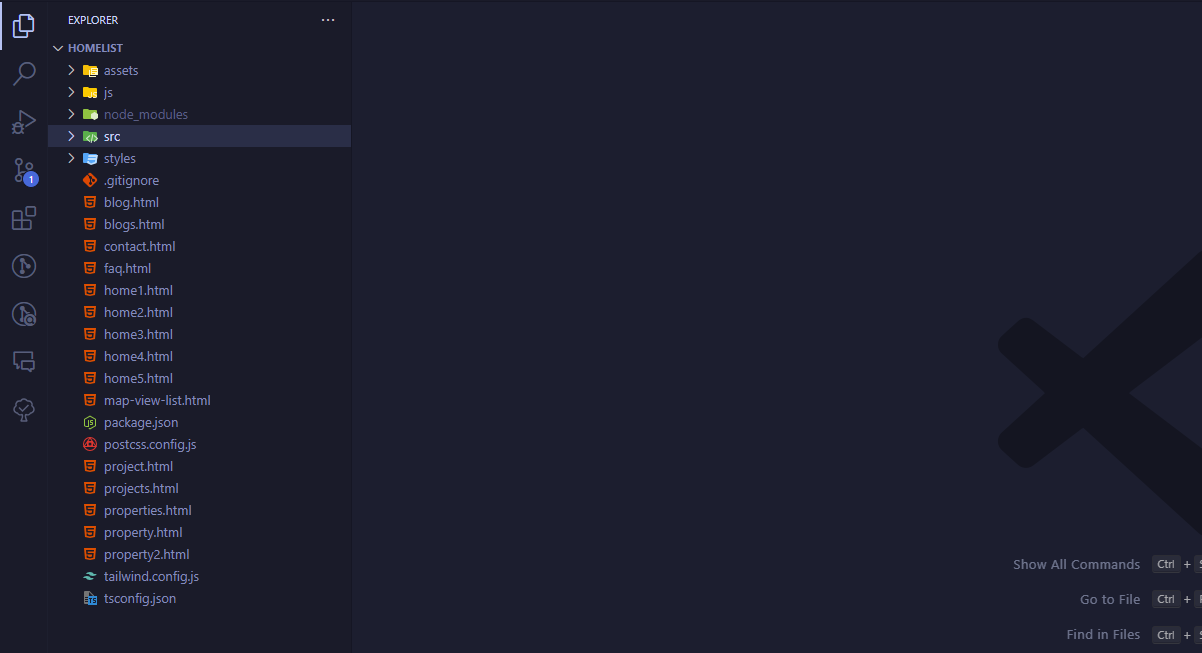 EXPLORER
HOMELIST
assets
js
node_modules
src
styles
.gitignore
1
blog.html
blogs.html
contact.html
faq.html
home1.html
home2.html
home3.html
home4.html
home5.html
map-view-list.html
package.json
postcss.config.js
project.html
projects.html
properties.html
property.html
property2.html
tailwind.config.js
tsconfig.json
Show All Commands Ctrl +
Go to File Ctrl +
Find in Files Ctrl +